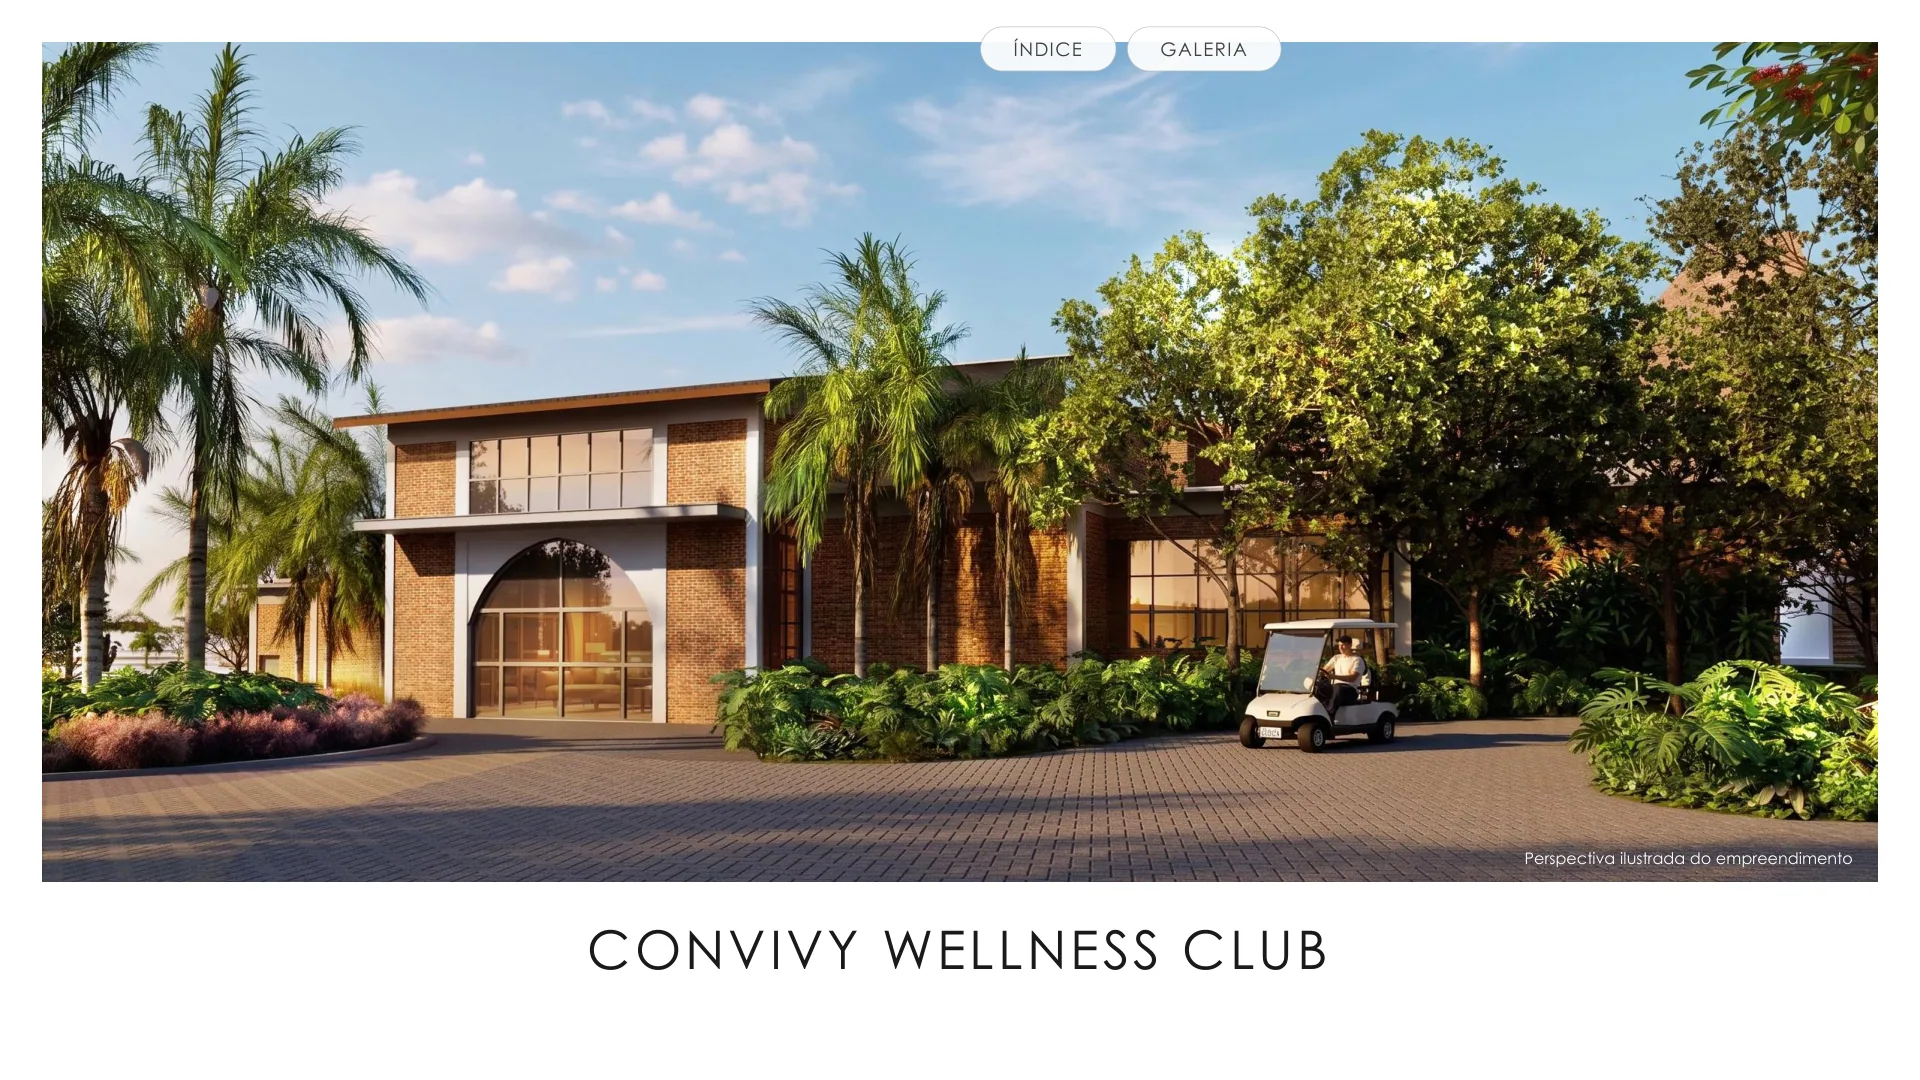 ÍNDICE
GALERIA
Perspectiva ilustrada do empreendimento
CONVIVY WELLNESS CLUB